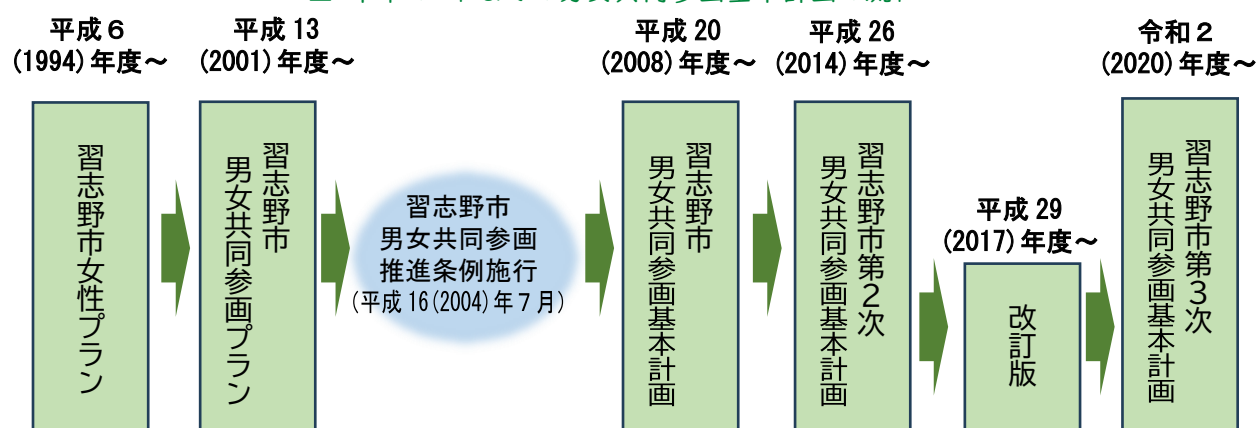 平成６
(1994)年度～
習志野市女性プラン
平成 13
(2001)年度～
習志野市
男女共同参画プラン
習志野市
男女共同参画
推進条例施行
(平成 16(2004)年７月)
平成 20
(2008)年度～
習志野市
男女共同参画基本計画
平成 26
(2014)年度～
習志野市第２次
男女共同参画基本計画
平成 29
(2017)年度～
改訂版
令和２
(2020)年度～
習志野市第３次
男女共同参画基本計画